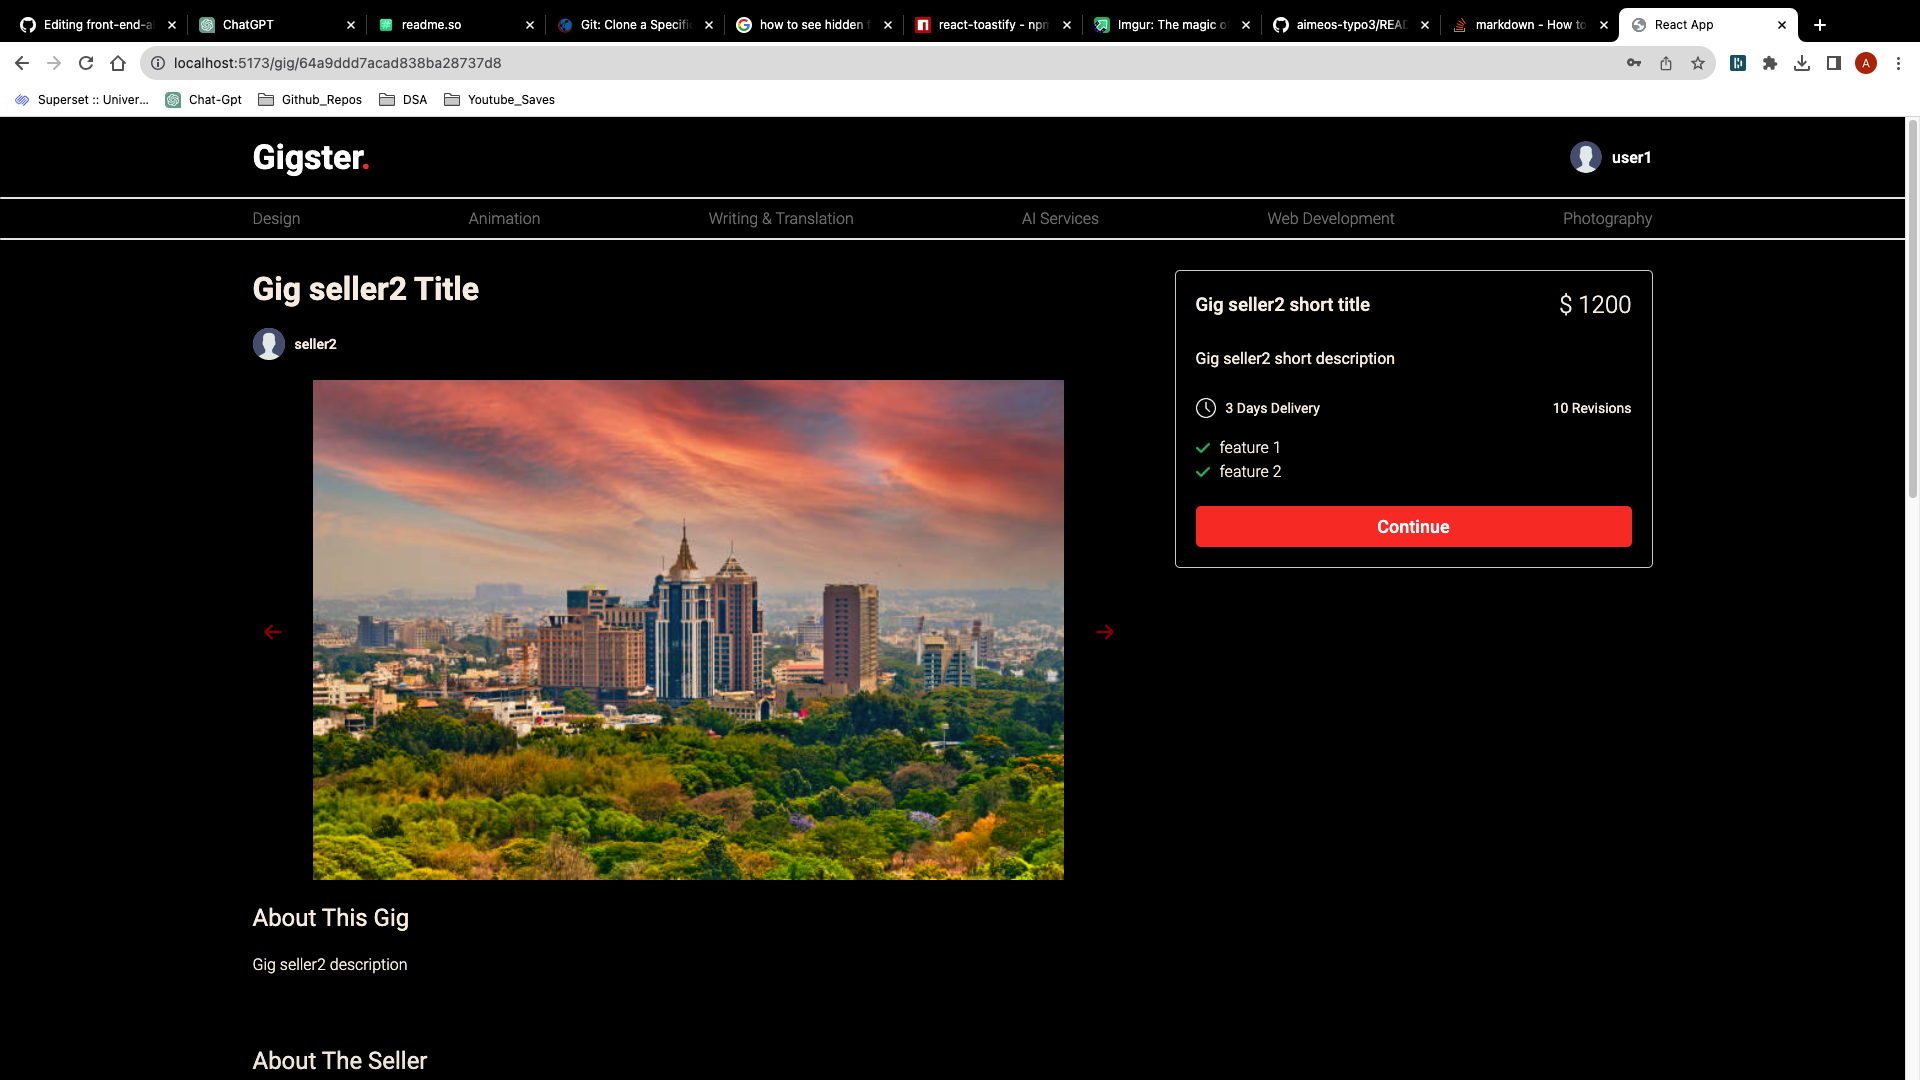 Editing front-end-a
ChatGPT
readme.so
Git: Clone a Specifi
how to see hidden f
react-toastify - npm
Imgur: The magic o
aimeos-typo3/READ
markdown - How to
React App
localhost:5173/gig/64a9ddd7acad838ba28737d8
A
Superset :: Univer...
Chat-Gpt
Github_Repos
DSA
Youtube_Saves
Gigster.
user1
Design
Animation
Writing & Translation
AI Services
Web Development
Photography
Gig seller2 Title
seller2
Gig seller2 short title
$ 1200
Gig seller2 short description
3 Days Delivery
10 Revisions
feature 1
feature 2
Continue
About This Gig
Gig seller2 description
About The Seller